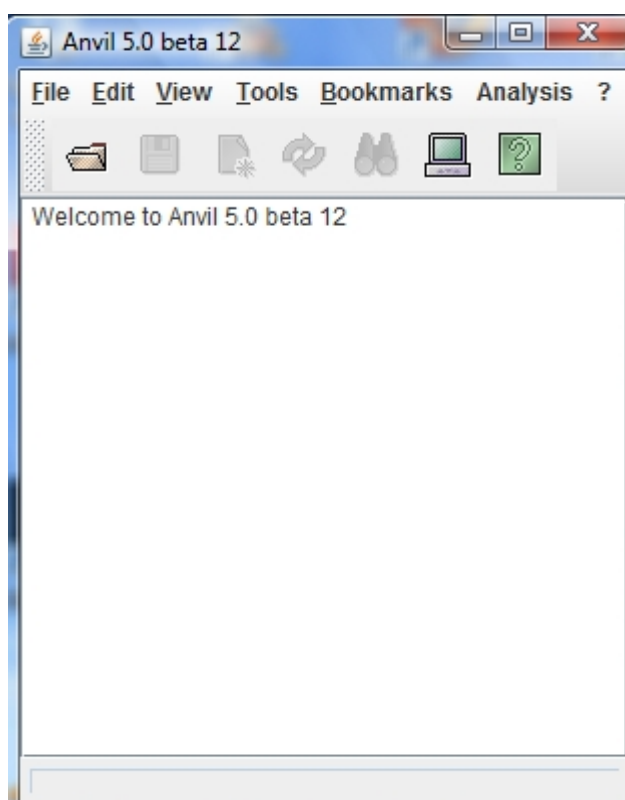 Anvil 5.0 beta 12
File Edit View Tools Bookmarks Analysis ?
Welcome to Anvil 5.0 beta 12